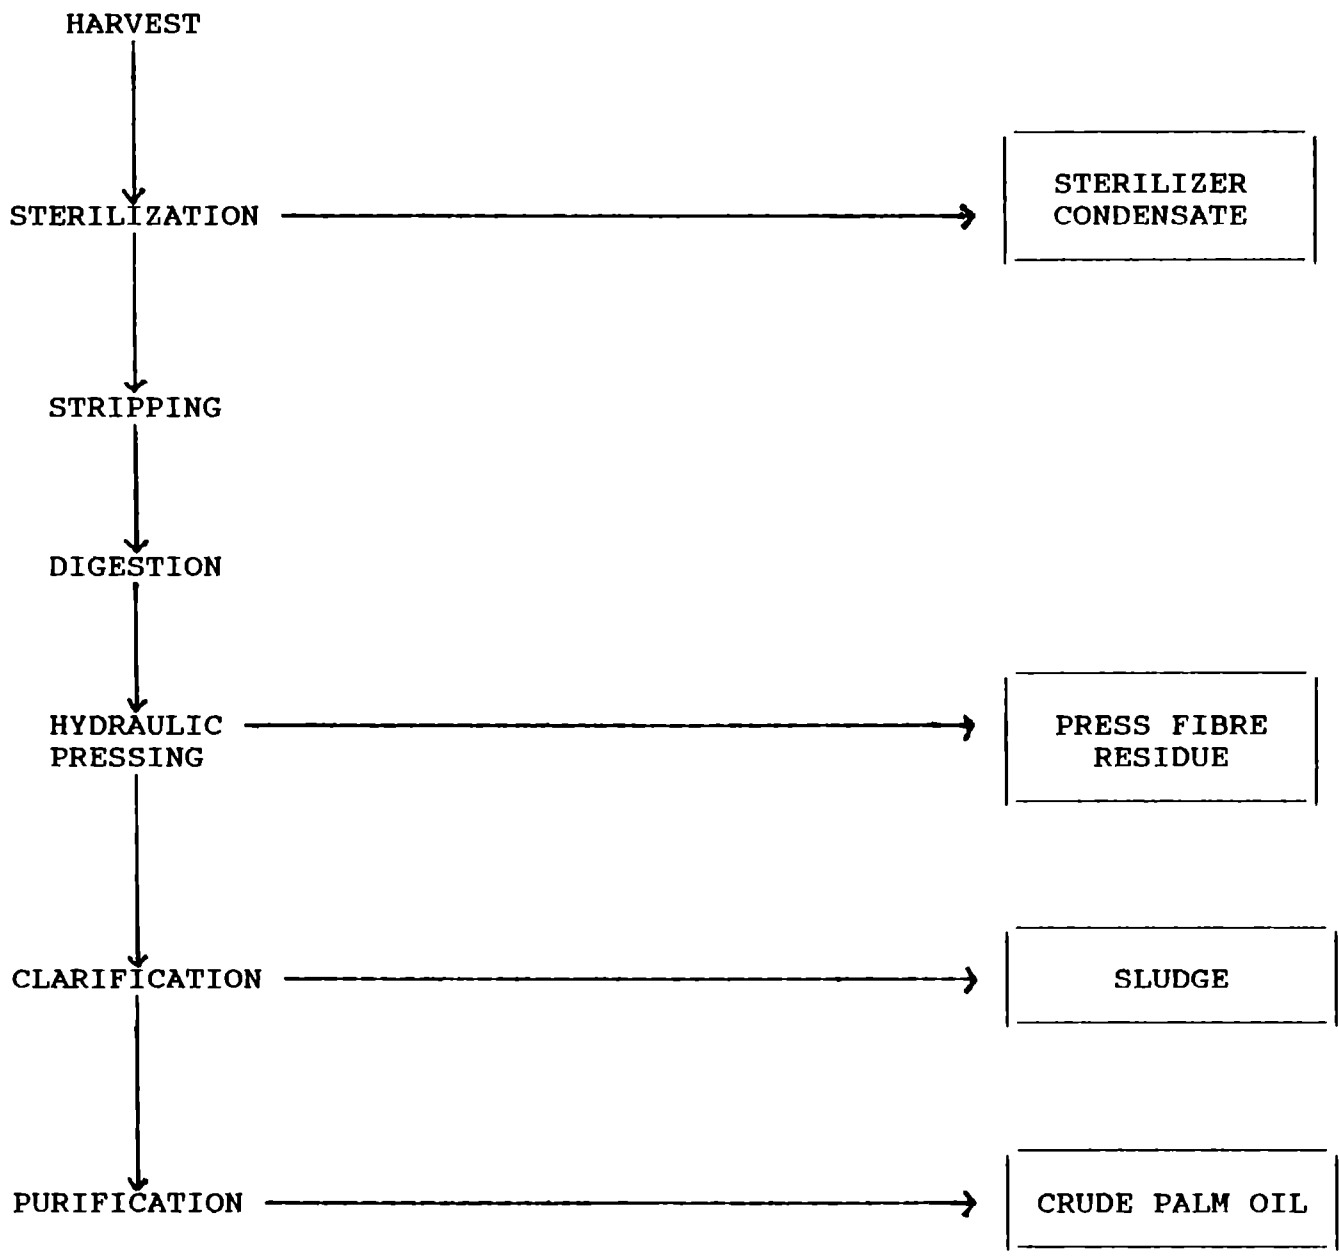 HARVEST
STERILIZATION
STERILIZER
CONDENSATE
STRIPPING
DIGESTION
HYDRAULIC
PRESSING
PRESS FIBRE
RESIDUE
CLARIFICATION
SLUDGE
PURIFICATION
CRUDE PALM OIL